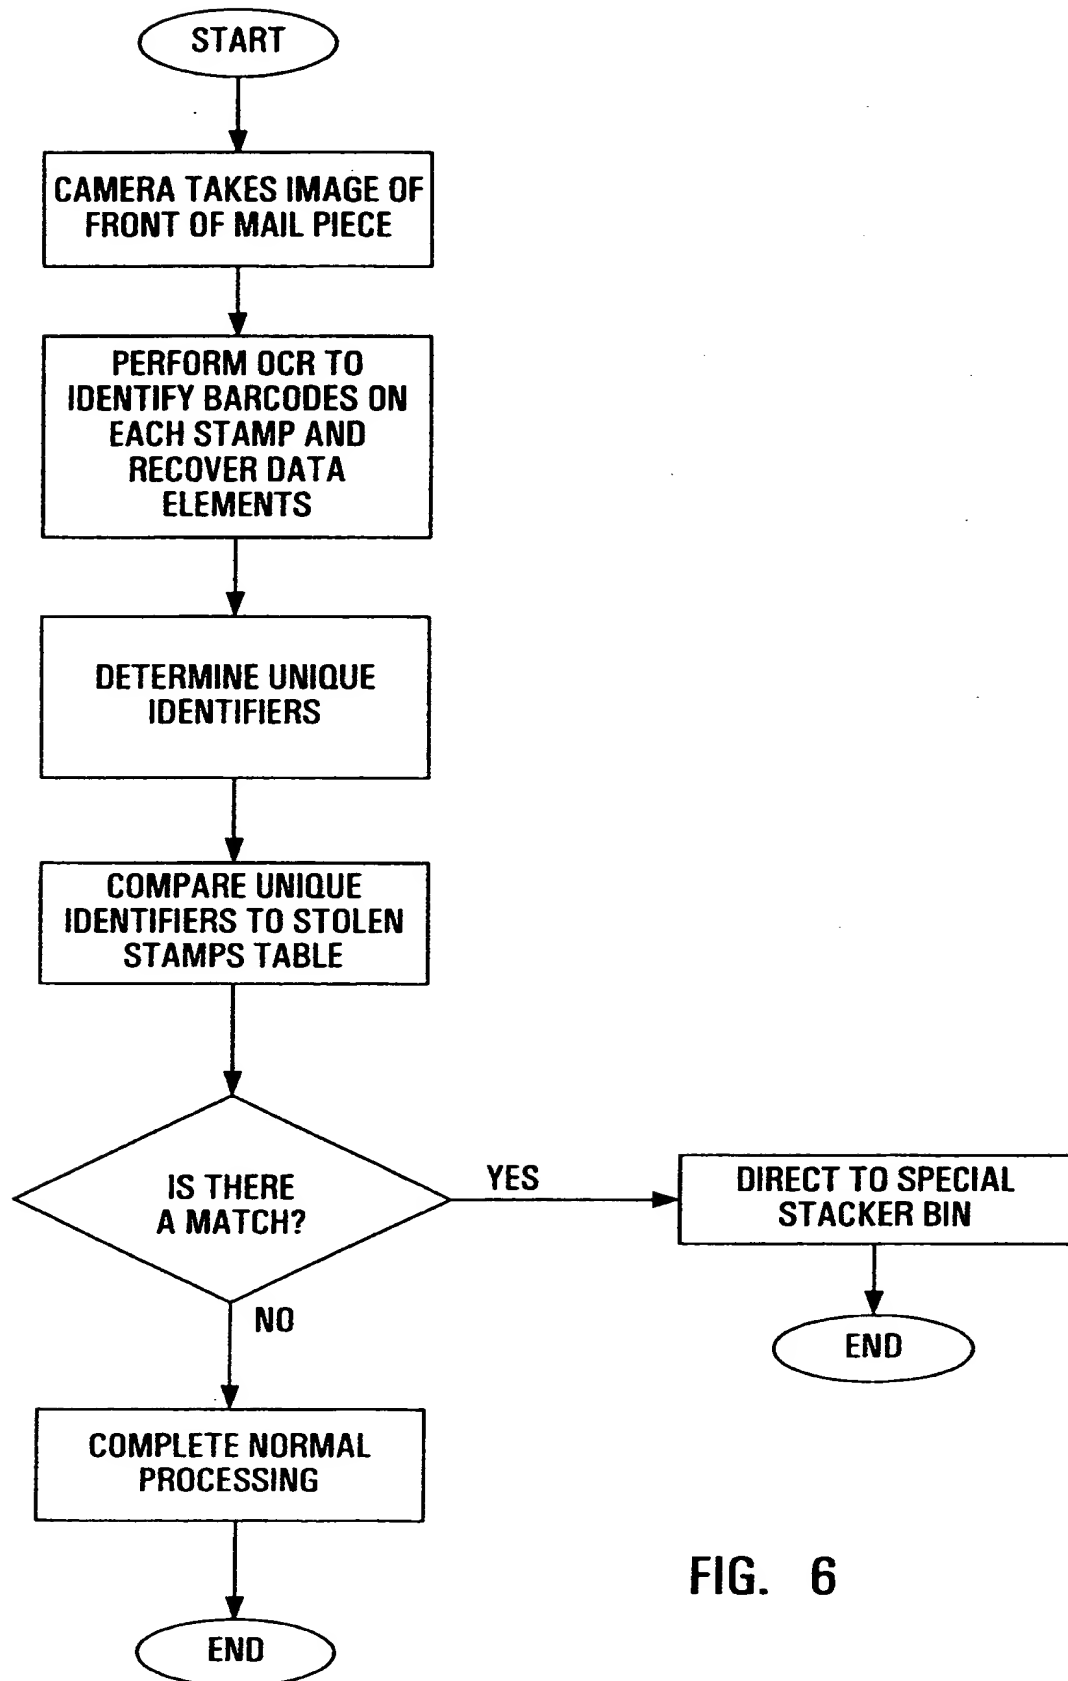 START
CAMERA TAKES IMAGE OF
FRONT OF MAIL PIECE
PERFORM OCR TO
IDENTIFY BARCODES ON
EACH STAMP AND
RECOVER DATA
ELEMENTS
DETERMINE UNIQUE
IDENTIFIERS
COMPARE UNIQUE
IDENTIFIERS TO STOLEN
STAMPS TABLE
IS THERE
A MATCH?
YES
DIRECT TO SPECIAL
STACKER BIN
END
NO
COMPLETE NORMAL
PROCESSING
END
FIG. 6